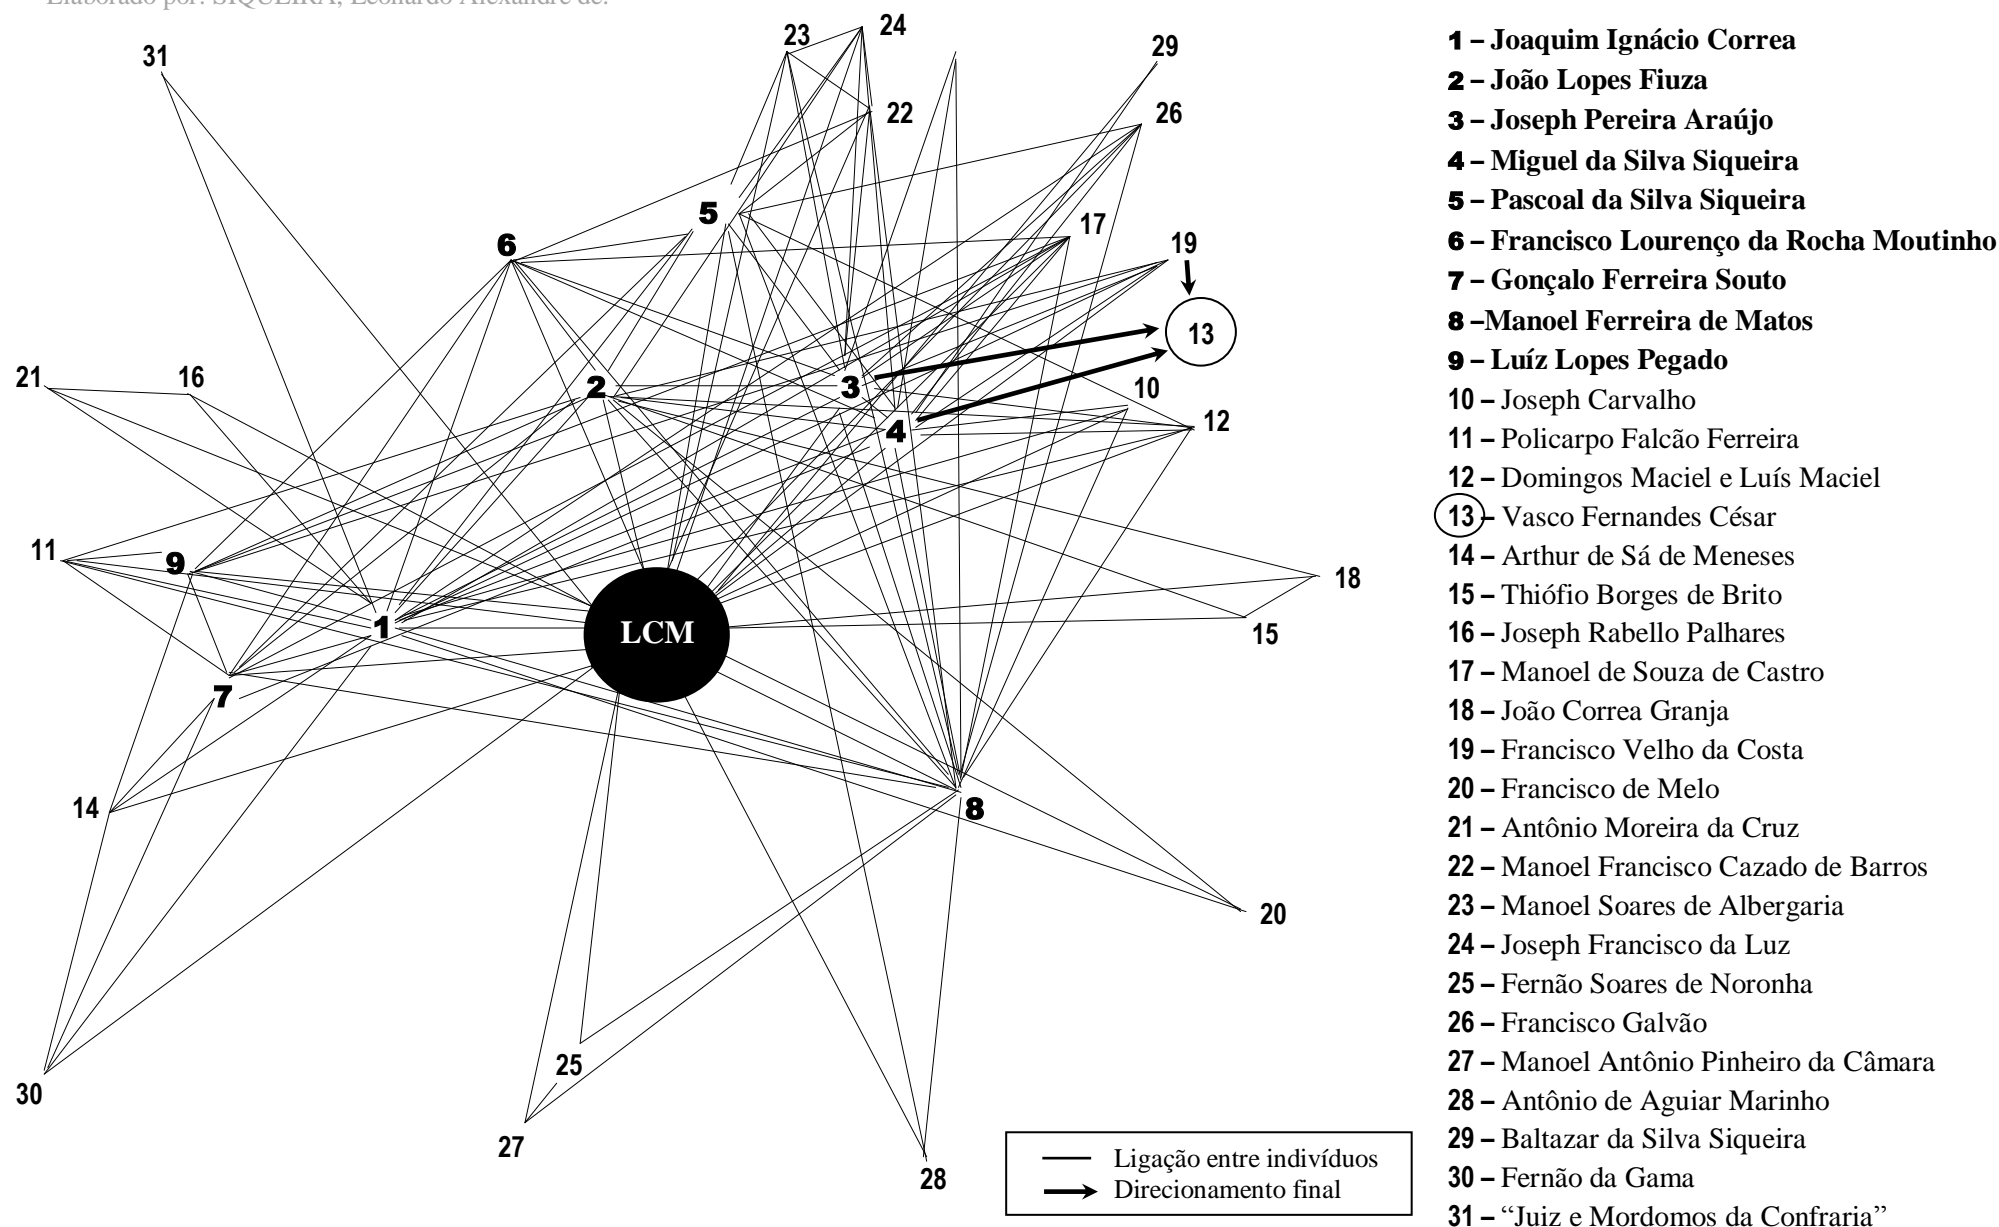 Elaborado por: SIQUEIRA, Leonardo Alexandre de.
31
23
24
29
22
26
5
17
6
19
13
21
16
2
3
10
4
12
11
9
18
1
LCM
15
7
14
8
20
25
30
27
28
Ligação entre indivíduos
Direcionamento final
1 – Joaquim Ignácio Correa
2 – João Lopes Fiuza
3 – Joseph Pereira Araújo
4 – Miguel da Silva Siqueira
5 – Pascoal da Silva Siqueira
6 – Francisco Lourenço da Rocha Moutinho
7 – Gonçalo Ferreira Souto
8 –Manoel Ferreira de Matos
9 – Luíz Lopes Pegado
10 – Joseph Carvalho
11 – Policarpo Falcão Ferreira
12 – Domingos Maciel e Luís Maciel
13 – Vasco Fernandes César
14 – Arthur de Sá de Meneses
15 – Thiófio Borges de Brito
16 – Joseph Rabello Palhares
17 – Manoel de Souza de Castro
18 – João Correa Granja
19 – Francisco Velho da Costa
20 – Francisco de Melo
21 – Antônio Moreira da Cruz
22 – Manoel Francisco Cazado de Barros
23 – Manoel Soares de Albergaria
24 – Joseph Francisco da Luz
25 – Fernão Soares de Noronha
26 – Francisco Galvão
27 – Manoel Antônio Pinheiro da Câmara
28 – Antônio de Aguiar Marinho
29 – Baltazar da Silva Siqueira
30 – Fernão da Gama
31 – “Juiz e Mordomos da Confraria”